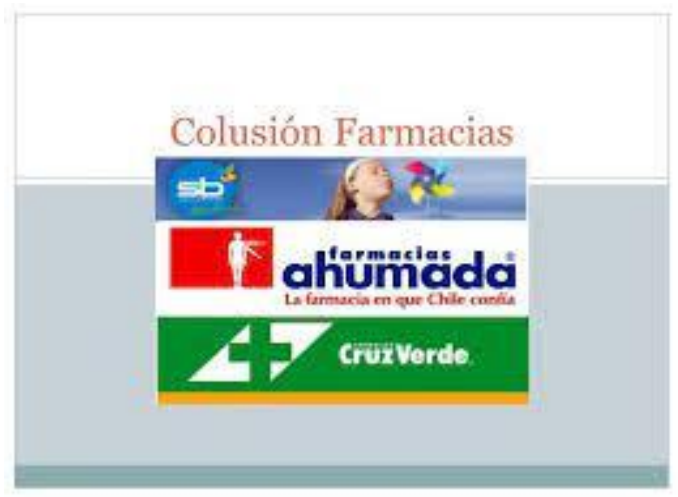 Colusión Farmacias
sb
farmacias
ahumada®
La farmacia en que Chile confía
CruzVerde